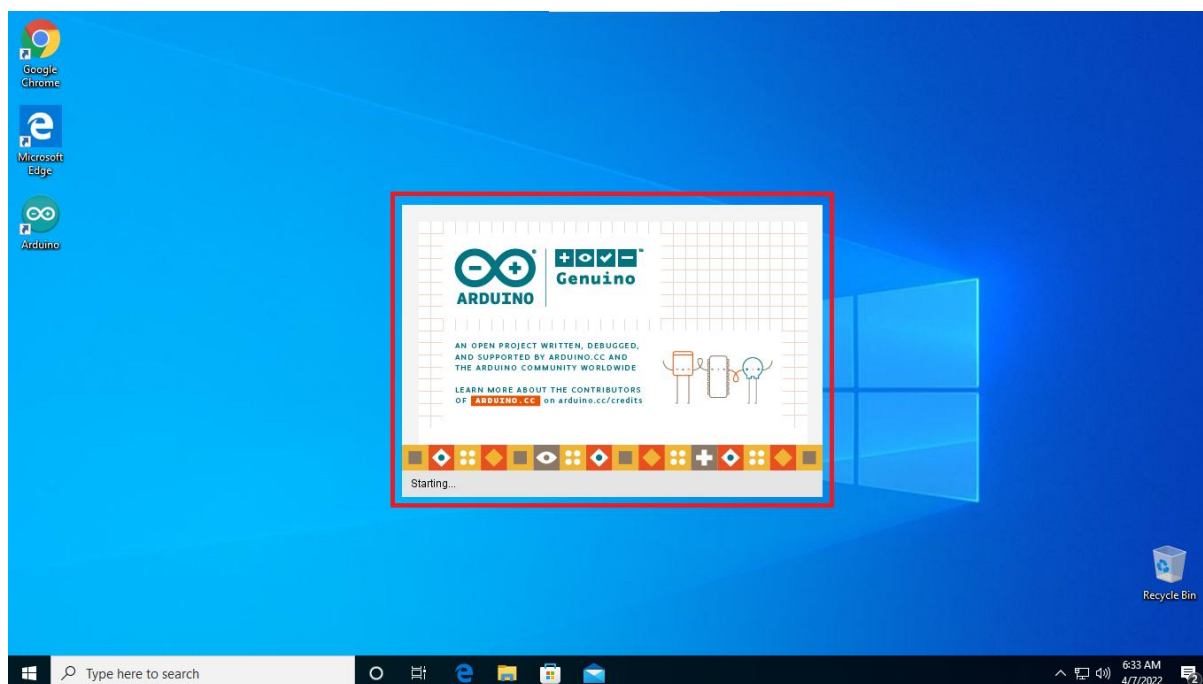 Google
Chrome
Microsoft
Edge
Arduino
ARDUINO
Genuino
AN OPEN PROJECT WRITTEN, DEBUGGED,
AND SUPPORTED BY ARDUINO.CC AND
THE ARDUINO COMMUNITY WORLDWIDE
LEARN MORE ABOUT THE CONTRIBUTORS
OF ARDUINO.CC on arduino.cc/credits
Starting...
Recycle Bin
Type here to search
6:33 AM
4/7/2022
2